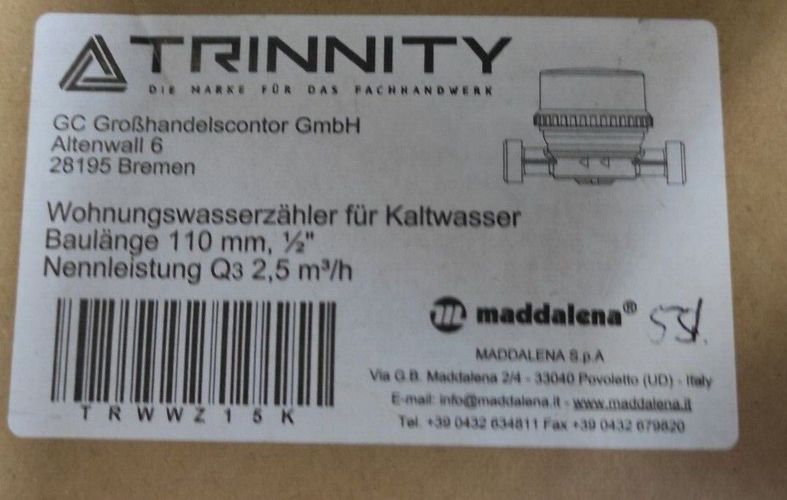 TRINNITY
DIE MARKE FÜR DAS FACHHANDWERK
GC Großhandelscontor GmbH
Altenwall 6
28195 Bremen
Wohnungswasserzähler für Kaltwasser
Baulänge 110 mm, ½"
Nennleistung Q3 2,5 m³/h
TRWWZ15K
maddalena®
MADDALENA S.p.A
Via G.B. Maddalena 2/4 - 33040 Povoletto (UD) - Italy
E-mail: info@maddalena.it - www.maddalena.it
Tel. +39 0432 634811 Fax +39 0432 679820